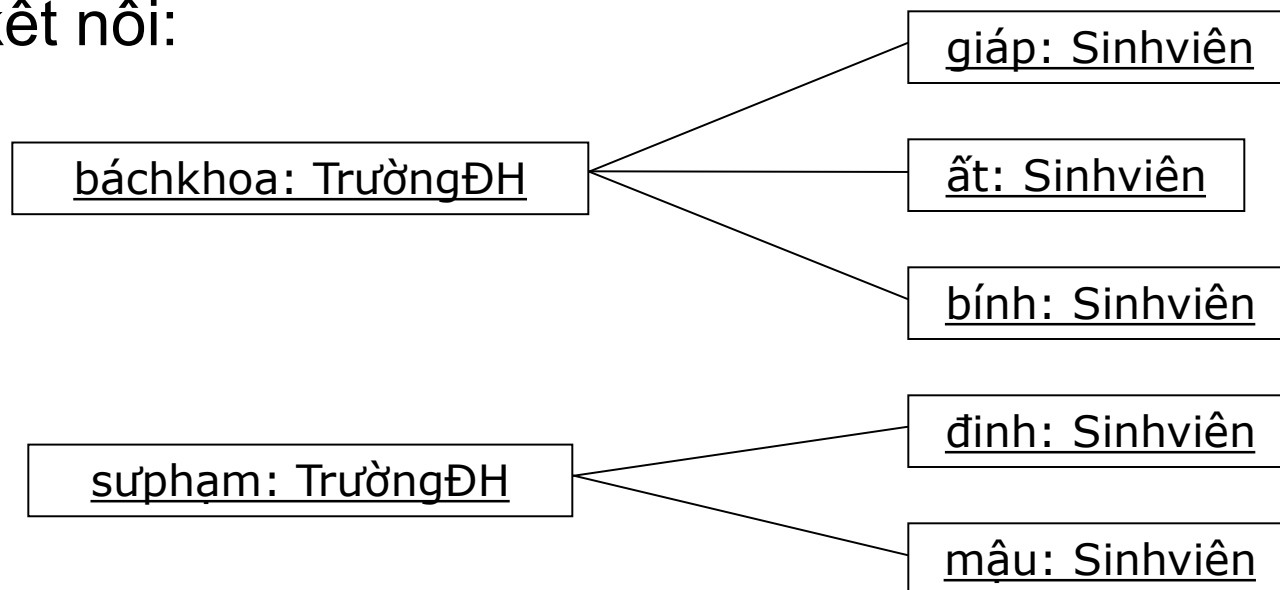 kết nối:
giáp: Sinhviên
báchkhoa: TrườngĐH
ất: Sinhviên
bính: Sinhviên
đinh: Sinhviên
sưphạm: TrườngĐH
mậu: Sinhviên